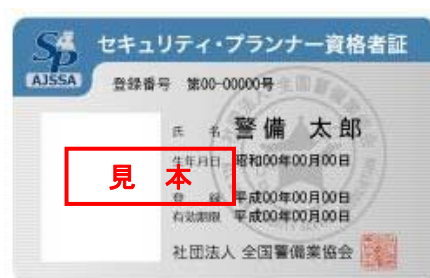 Sp
AJSSA
セキュリティ・プランナー資格者証
登録番号 第00-00000号
氏 名 警備 太郎
生年月日 昭和00年00月00日
見 本
登 録 平成00年00月00日
有効期限 平成00年00月00日
社団法人 全国警備業協会